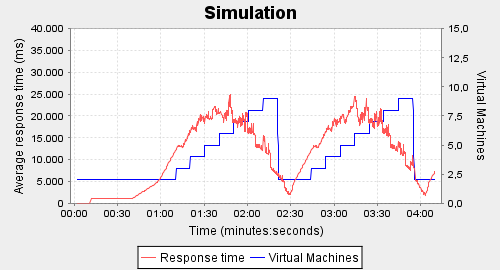 Simulation
40.000
35.000
30.000
25.000
20.000
15.000
10.000
5.000
0
Average response time (ms)
15,0
12,5
10,0
7,5
5,0
2,5
0,0
Virtual Machines
00:00 00:30 01:00 01:30 02:00 02:30 03:00 03:30 04:00
Time (minutes:seconds)
Response time Virtual Machines